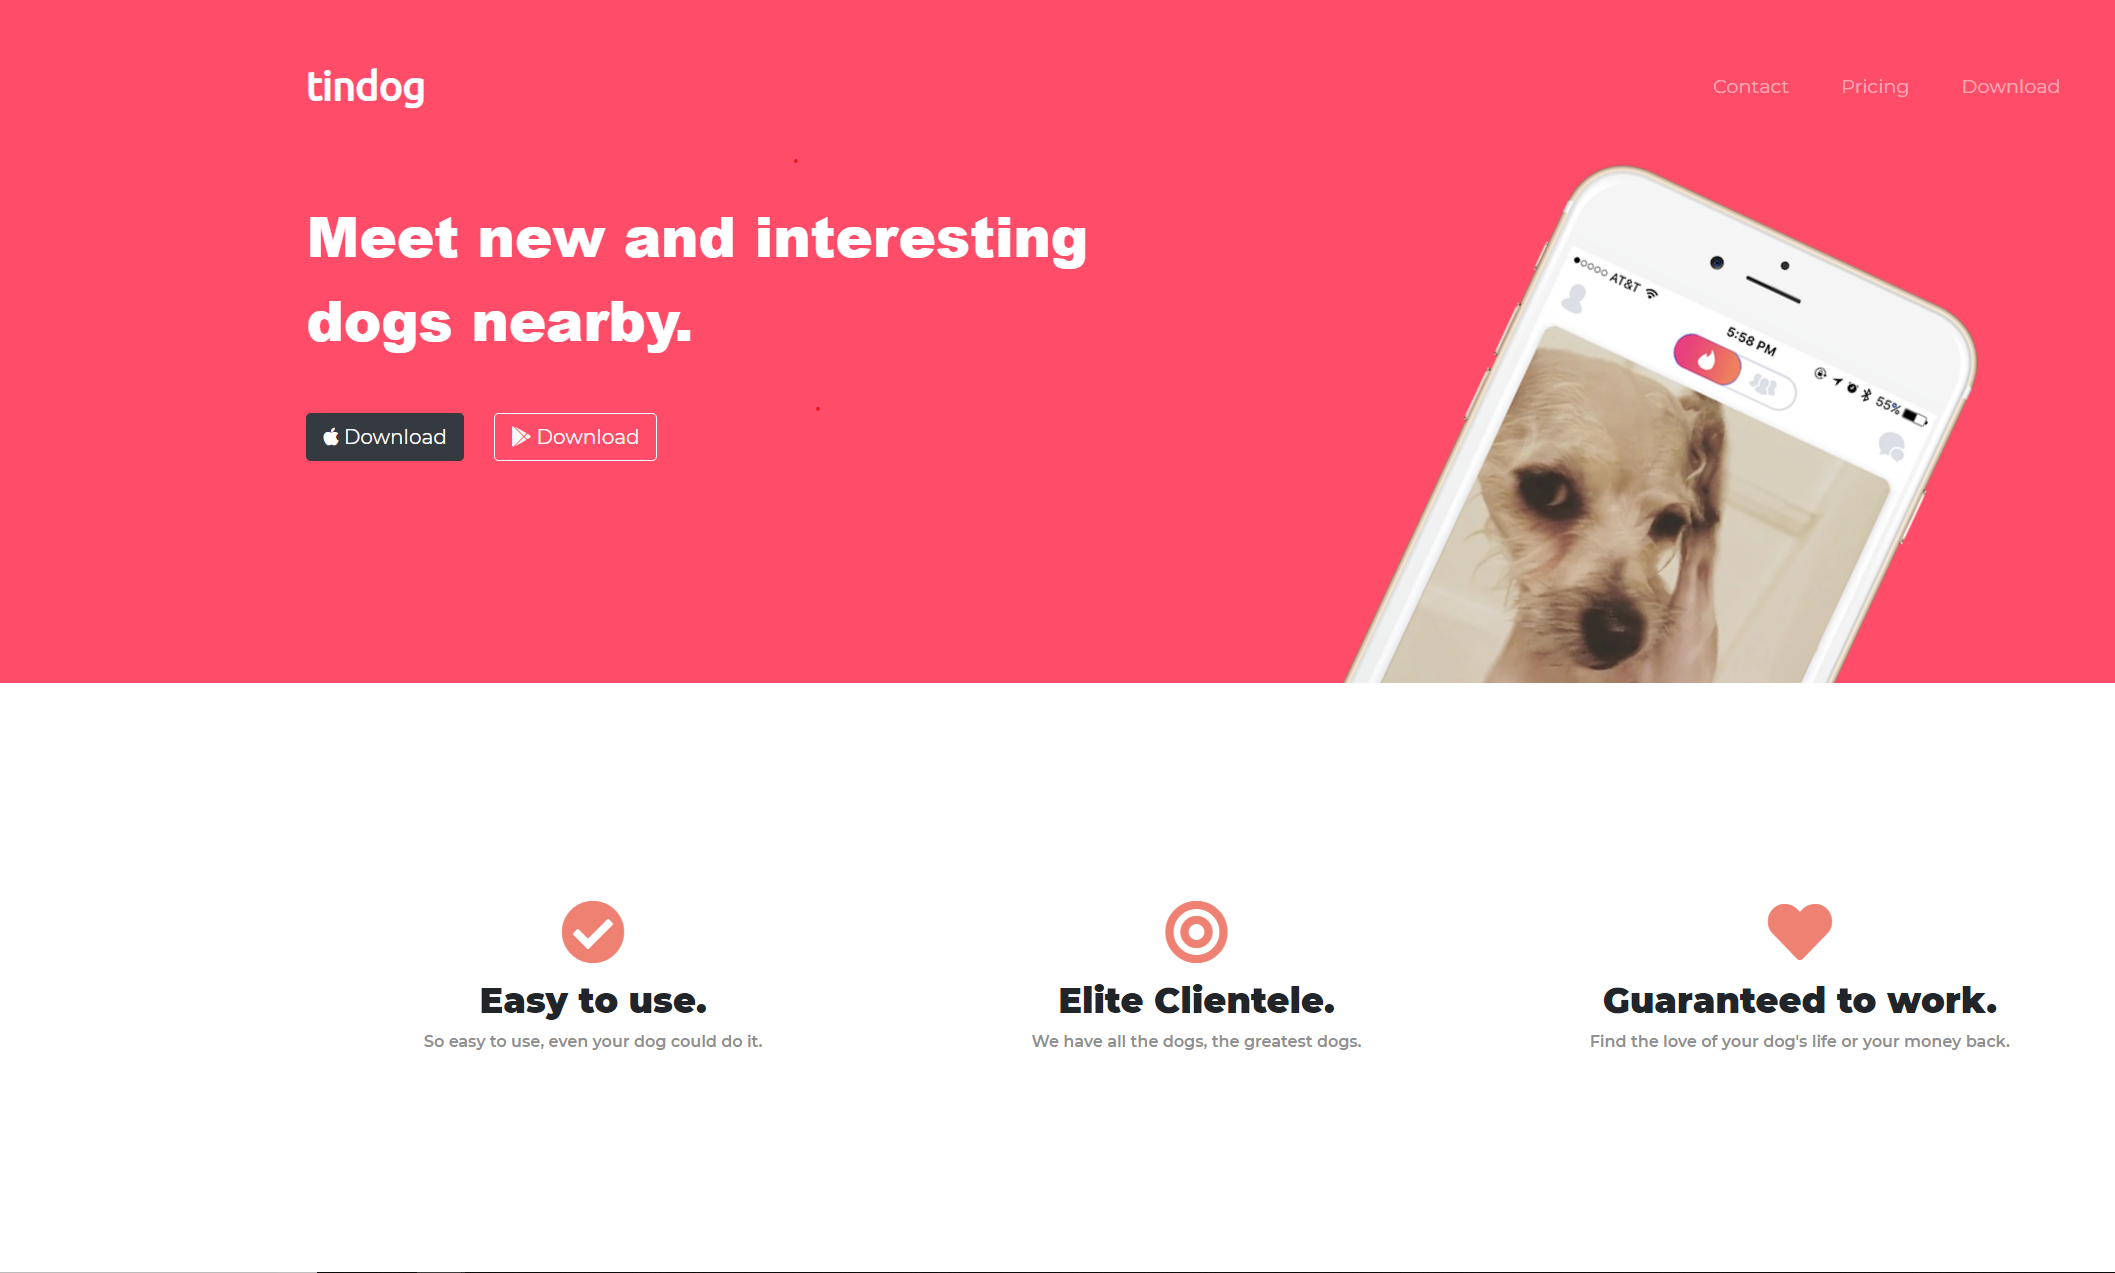 tindog
Contact Pricing Download
Meet new and interesting
dogs nearby.
Download Download
AT&T
5:58 PM
55%
Easy to use.
So easy to use, even your dog could do it.
Elite Clientele.
We have all the dogs, the greatest dogs.
Guaranteed to work.
Find the love of your dog's life or your money back.